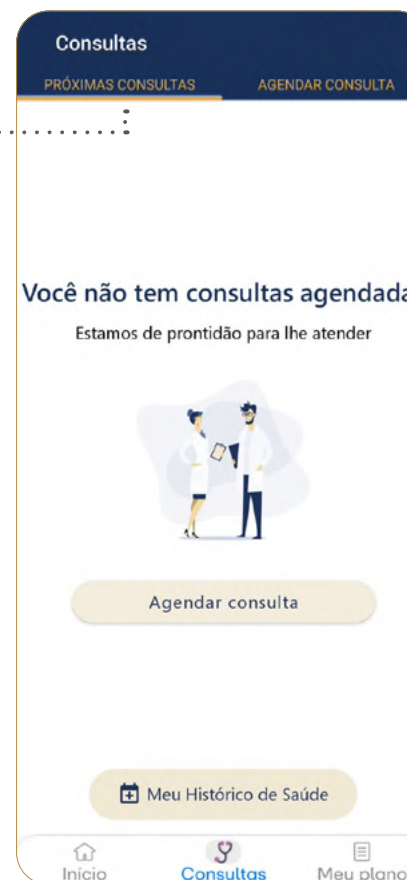 Consultas
PRÓXIMAS CONSULTAS AGENDAR CONSULTA
Você não tem consultas agendada
Estamos de prontidão para lhe atender
Agendar consulta
Meu Histórico de Saúde
Início Consultas Meu plano